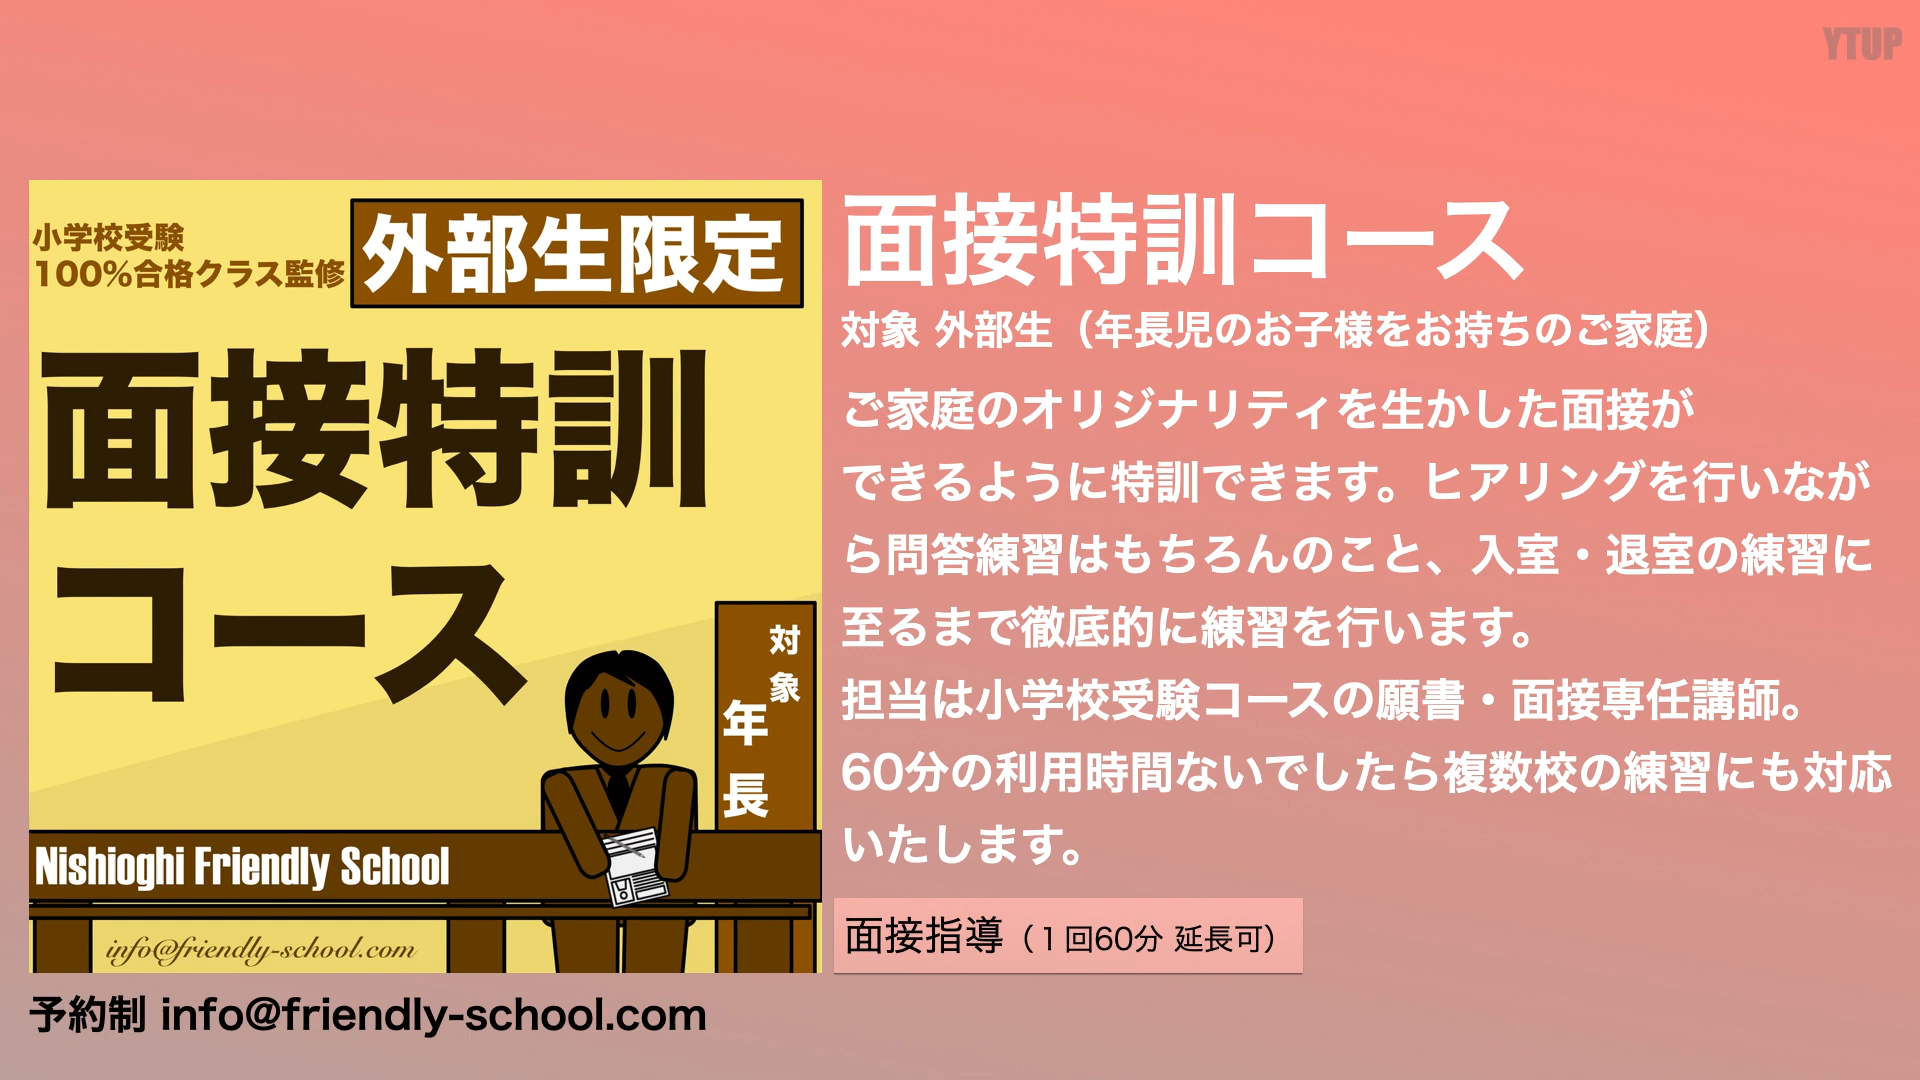 YTUP
小学校受験
100%合格クラス監修
外部生限定
面接特訓
コース
対象
年長
Nishioghi Friendly School
info@friendly-school.com
予約制 info@friendly-school.com
面接特訓コース
対象 外部生（年長児のお子様をお持ちのご家庭）
ご家庭のオリジナリティを生かした面接が
できるように特訓できます。ヒアリングを行いなが
ら問答練習はもちろんのこと、入室・退室の練習に
至るまで徹底的に練習を行います。
担当は小学校受験コースの願書・面接専任講師。
60分の利用時間ないでしたら複数校の練習にも対応
いたします。
面接指導（１回60分 延長可）